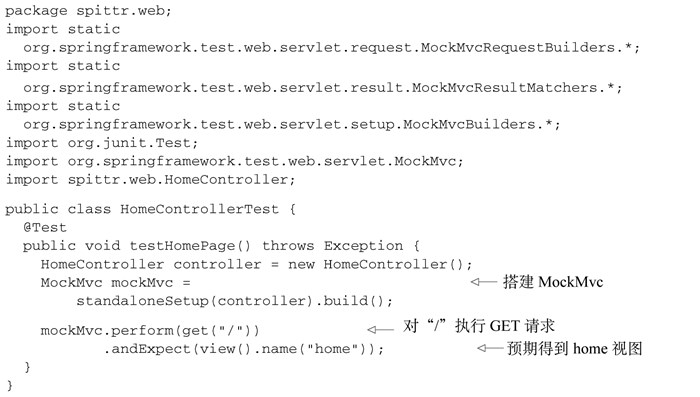 package spittr.web;
import static
  org.springframework.test.web.servlet.request.MockMvcRequestBuilders.*;
import static
  org.springframework.test.web.servlet.result.MockMvcResultMatchers.*;
import static
  org.springframework.test.web.servlet.setup.MockMvcBuilders.*;
import org.junit.Test;
import org.springframework.test.web.servlet.MockMvc;
import spittr.web.HomeController;
public class HomeControllerTest {
  @Test
  public void testHomePage() throws Exception {
    HomeController controller = new HomeController();
    MockMvc mockMvc = 搭建 MockMvc
        standaloneSetup(controller).build();
    mockMvc.perform(get("/")) 对“/”执行 GET 请求
           .andExpect(view().name("home")); 预期得到 home 视图
  }
}